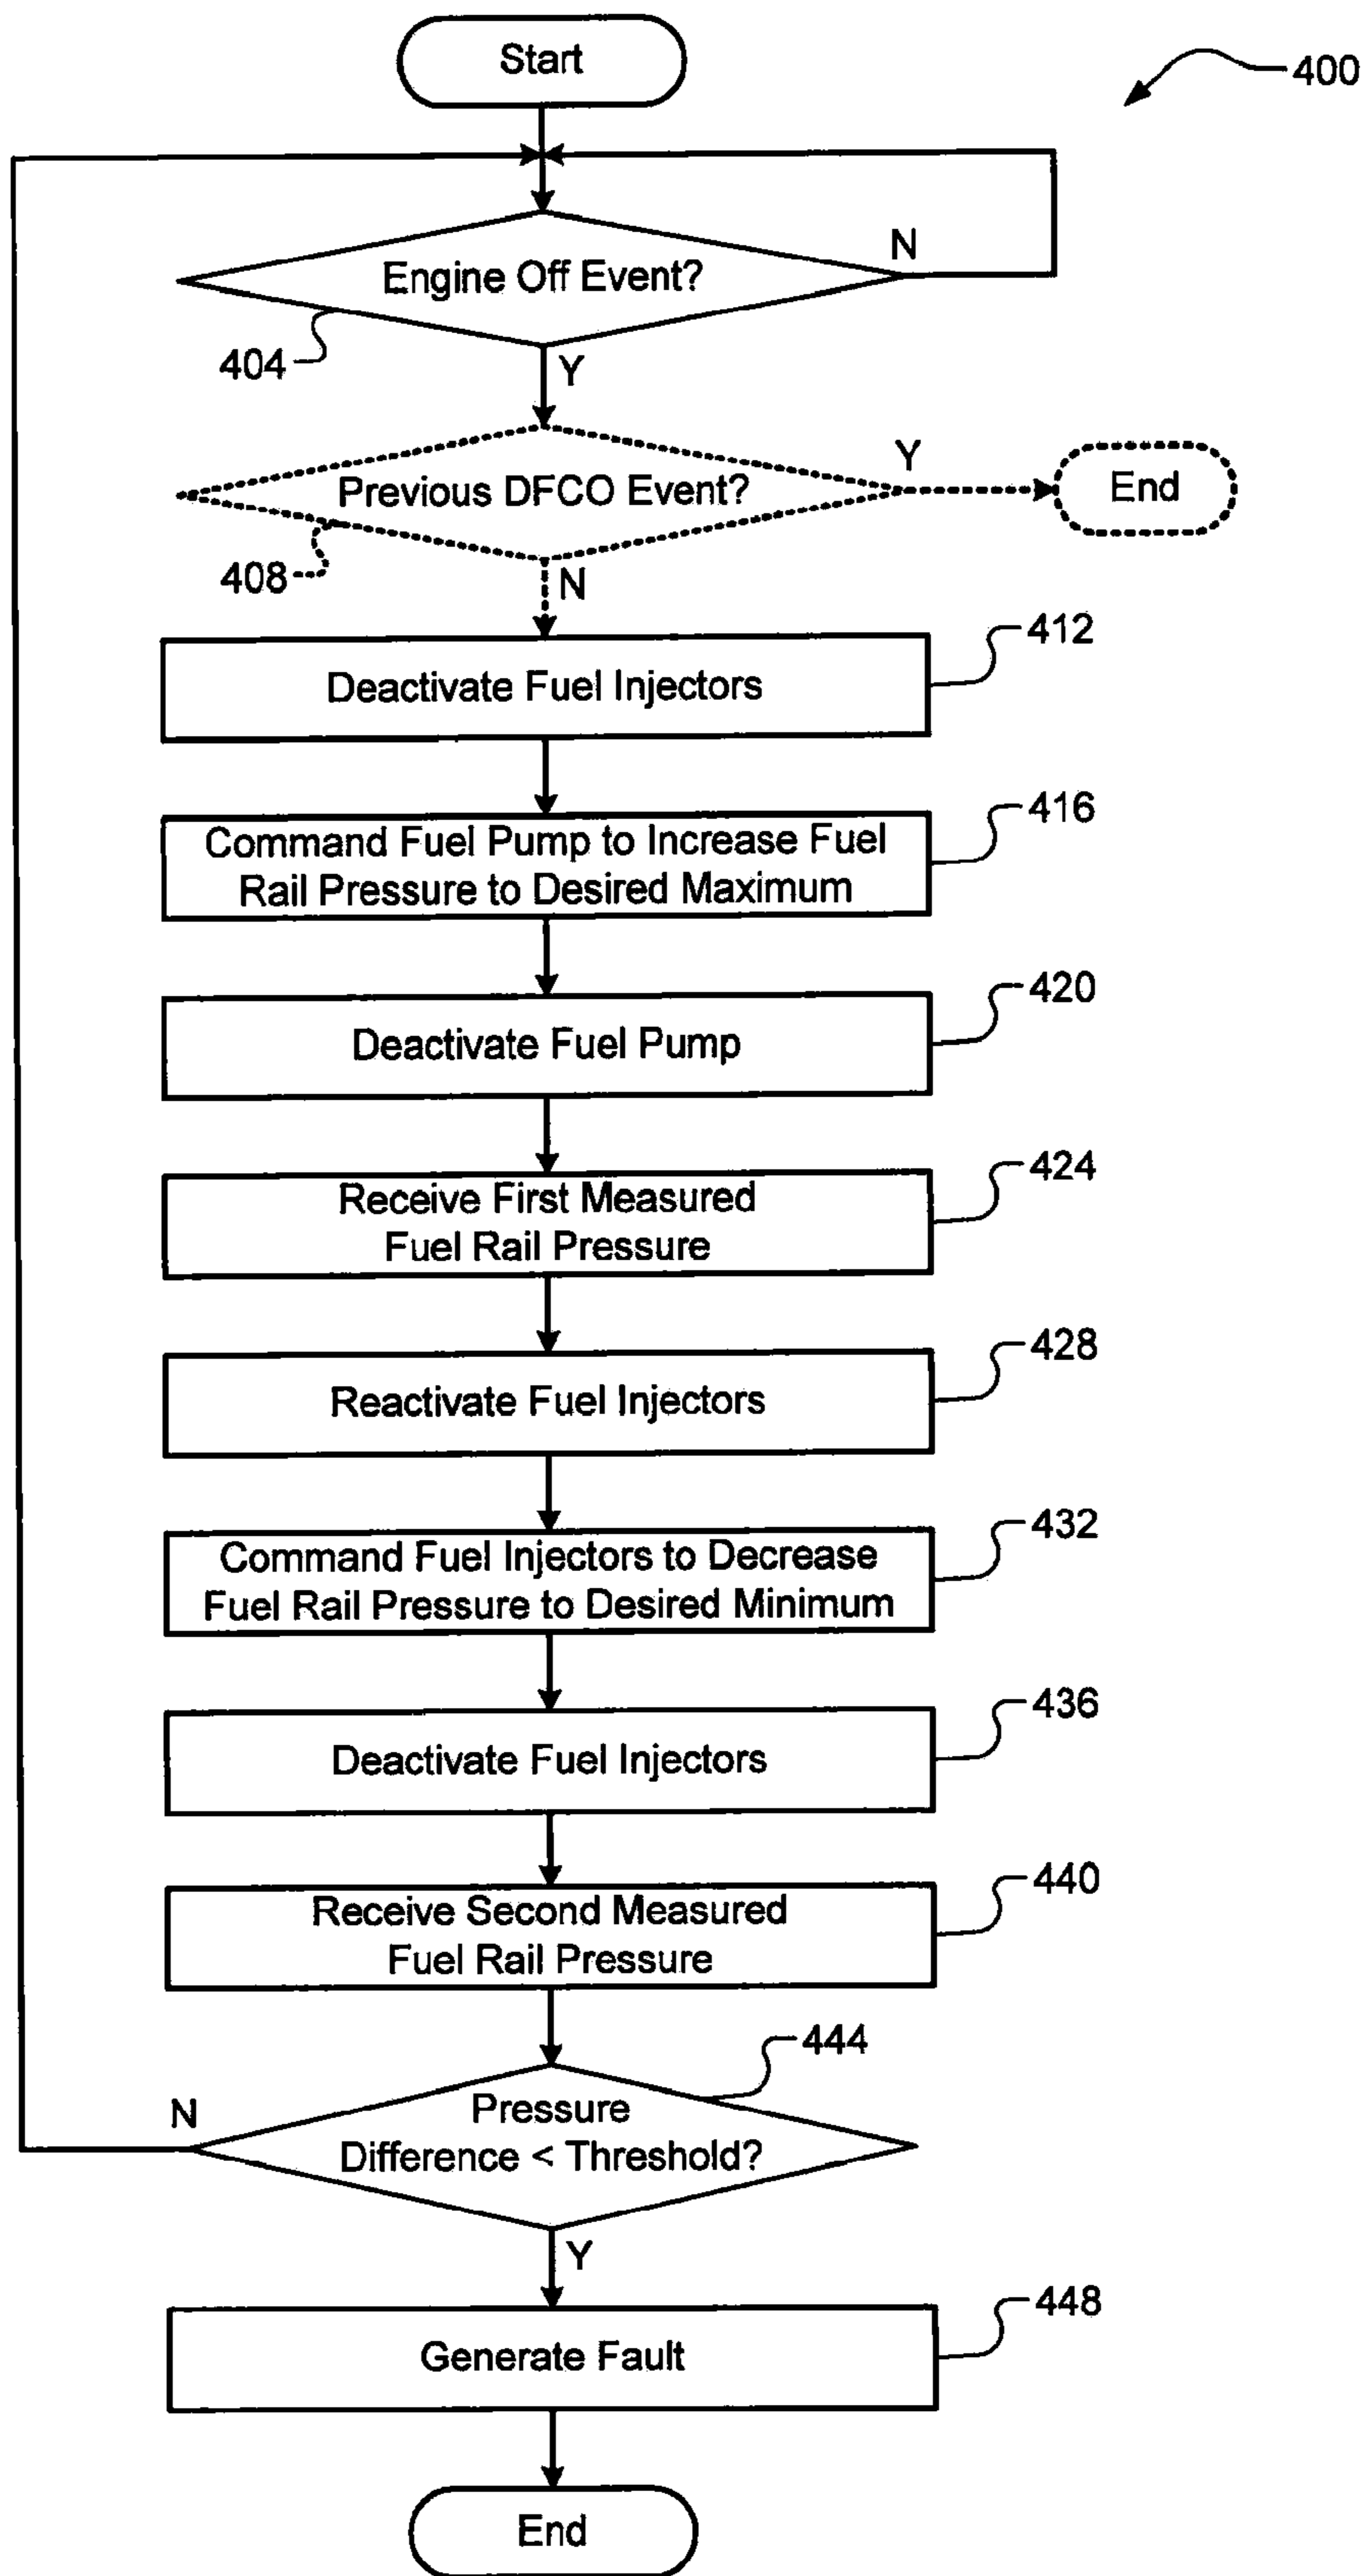 Start
400
Engine Off Event?
N
404
Y
Previous DFCO Event?
Y
End
408
N
412
Deactivate Fuel Injectors
416
Command Fuel Pump to Increase Fuel
Rail Pressure to Desired Maximum
420
Deactivate Fuel Pump
424
Receive First Measured
Fuel Rail Pressure
428
Reactivate Fuel Injectors
432
Command Fuel Injectors to Decrease
Fuel Rail Pressure to Desired Minimum
436
Deactivate Fuel Injectors
440
Receive Second Measured
Fuel Rail Pressure
444
N
Pressure
Difference < Threshold?
Y
448
Generate Fault
End